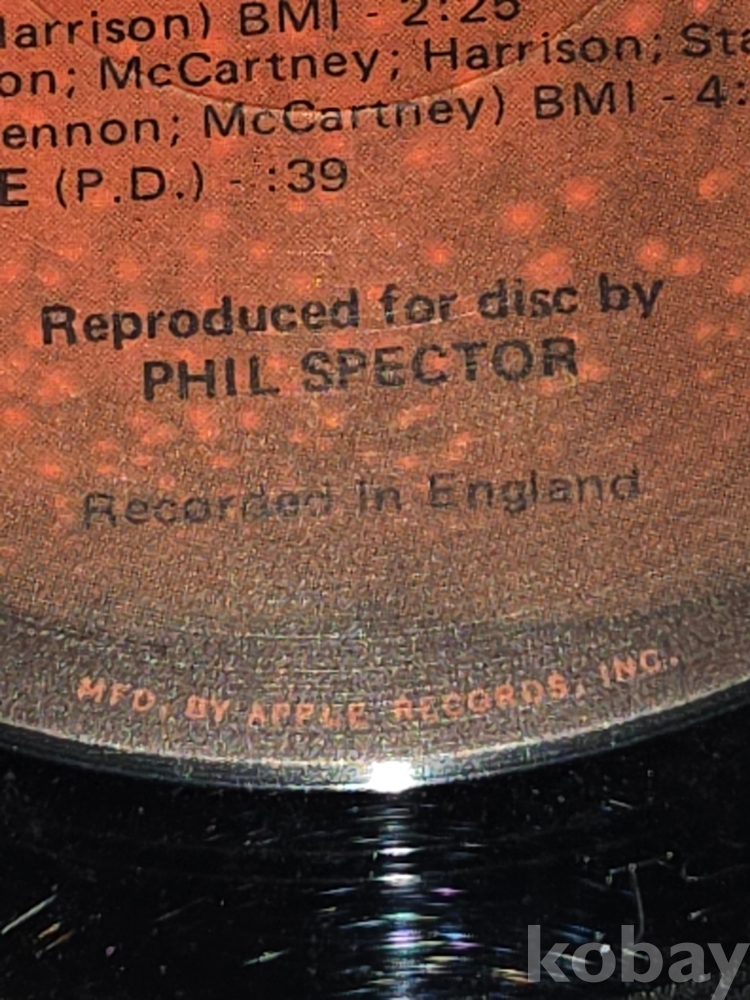 larrison) BMI - 2:25
on; McCartney; Harrison; Sta
ennon; McCartney) BMI - 4:
E (P.D.) - :39
Reproduced for disc by
PHIL SPECTOR
Recorded in England
MFD. BY APPLE RECORDS, INC.
kobay